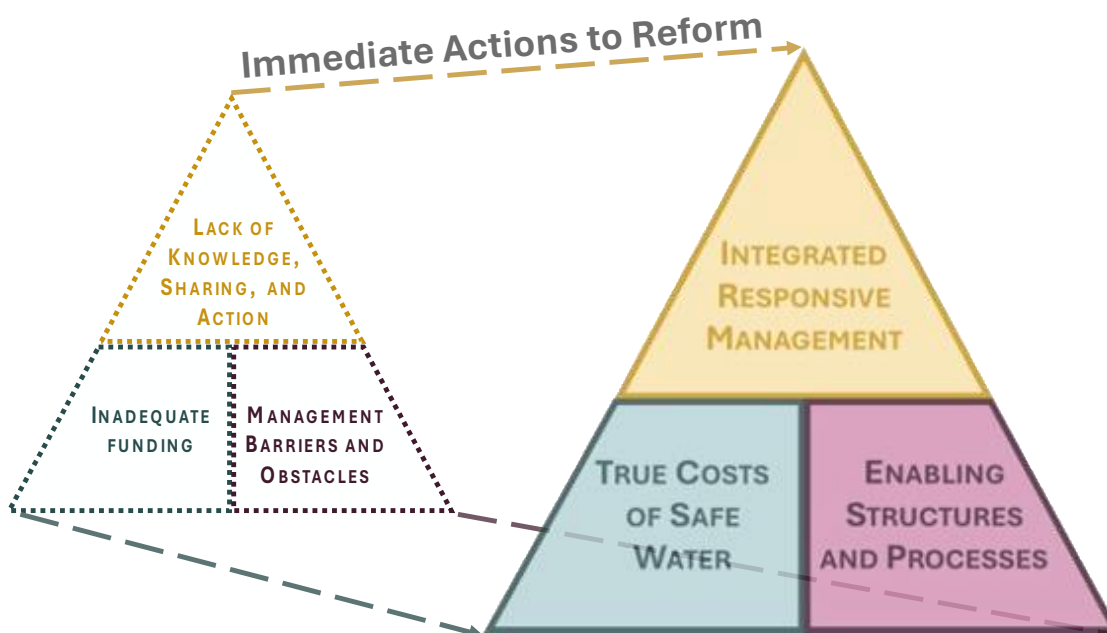 Immediate Actions to Reform
Lack of
Knowledge,
Sharing, and
Action
Inadequate
funding
Management
Barriers and
Obstacles
Integrated
Responsive
Management
True Costs
of Safe
Water
Enabling
Structures
and Processes